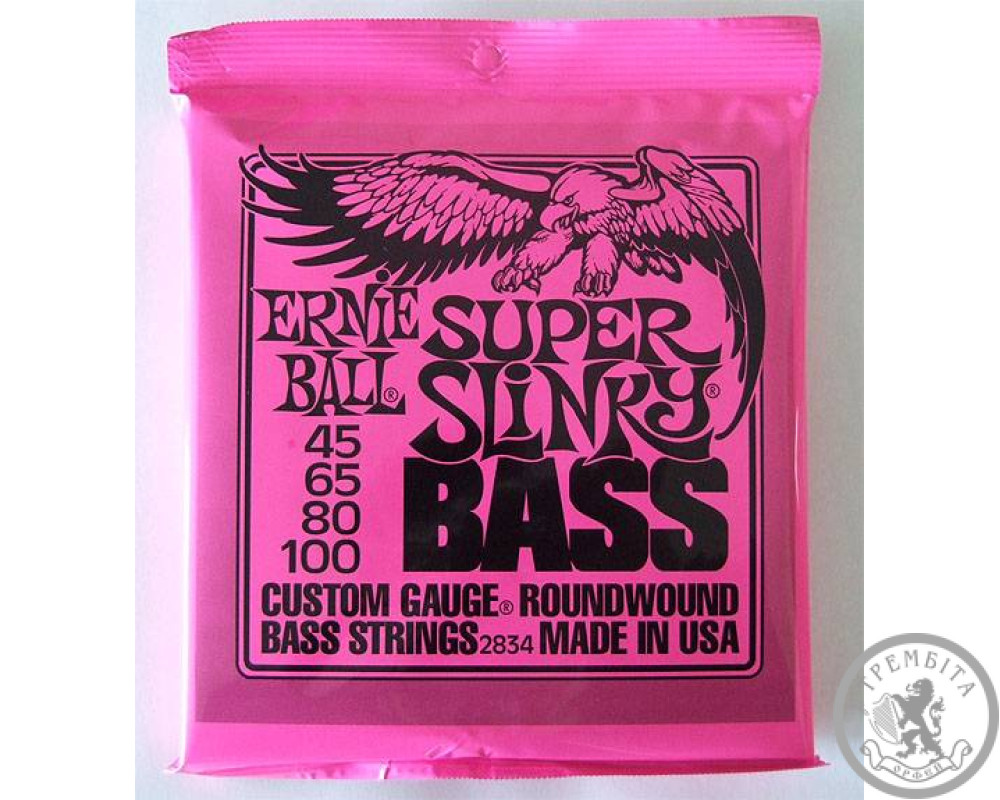 ERNIE
BALL®
SUPER
SLINKY®
BASS
45
65
80
100
CUSTOM GAUGE® ROUNDWOUND
BASS STRINGS 2834 MADE IN USA
ТРЕМБІТА
ОРФЕЙ